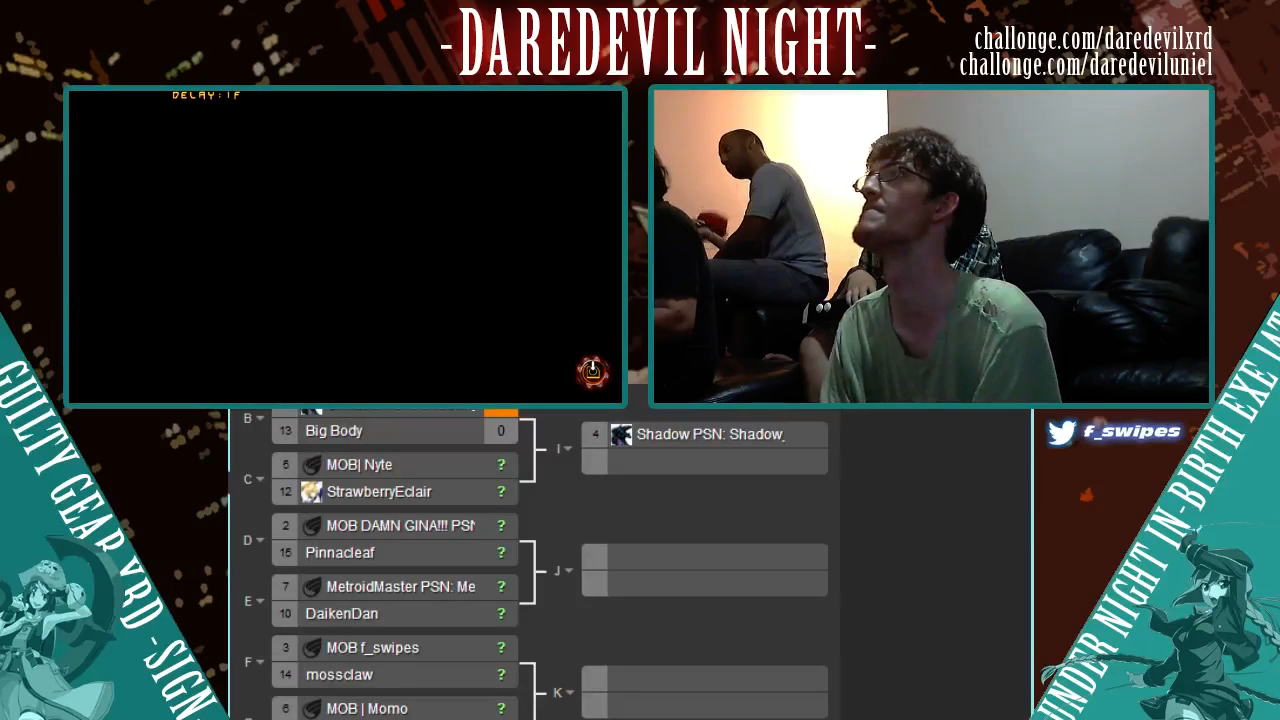 -DAREDEVIL NIGHT-
challonge.com/daredevilxrd
challonge.com/daredeviluniel
DELAY:1F
B
13 Big Body 0
I
4 Shadow PSN: Shadow_
C
5 MOB| Nyte ?
12 StrawberryEclair ?
D
2 MOB DAMN GINA!!! PSN ?
15 Pinnacleaf ?
J
E
7 MetroidMaster PSN: Me ?
10 DaikenDan ?
F
3 MOB f_swipes ?
14 mossclaw ?
K
6 MOB | Momo ?
f_swipes
GUILTY GEAR XRD -SIGN-
UNDER NIGHT IN-BIRTH EXE LAT